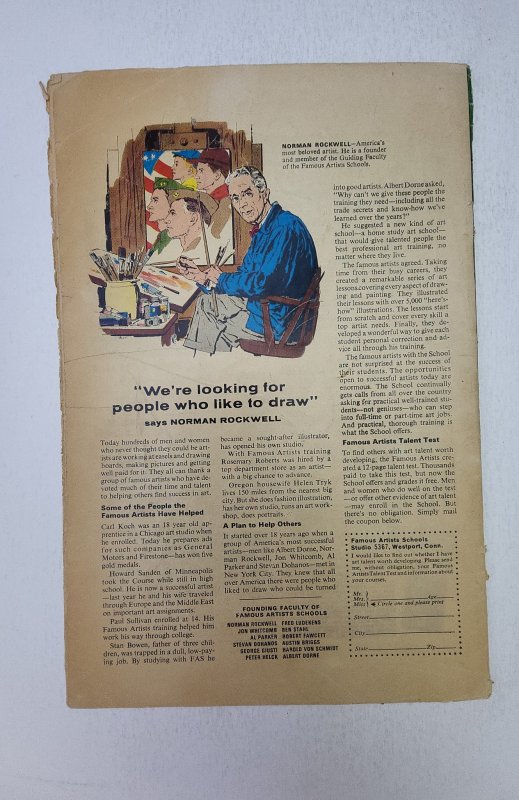 NORMAN ROCKWELL—America's
most beloved artist. He is a founder
and member of the Guiding Faculty
of the Famous Artists Schools.
"We're looking for
people who like to draw"
says NORMAN ROCKWELL
Today hundreds of men and women
who never thought they could be art-
ists are working at easels and drawing
boards, making pictures and getting
well paid for it. They all can thank a
group of famous artists who have de-
voted much of their time and talent
to helping others find success in art.
Some of the People the
Famous Artists Have Helped
Carl Koch was an 18 year old ap-
prentice in a Chicago art studio when
he enrolled. Today he prepares ads
for such companies as General
Motors and Firestone—has won five
gold medals.
Howard Sanden of Minneapolis
took the Course while still in high
school. He is now a successful artist
—last year he and his wife traveled
through Europe and the Middle East
on important art assignments.
Paul Sullivan enrolled at 14. His
Famous Artists training helped him
work his way through college.
Stan Bowen, father of three chil-
dren, was trapped in a dull, low-pay-
ing job. By studying with FAS he
became a sought-after illustrator,
has opened his own studio.
With Famous Artists training
Rosemary Roberts was hired by a
top department store as an artist—
with a big chance to advance.
Oregon housewife Helen Tryk
lives 150 miles from the nearest big
city. But she does fashion illustration,
has her own studio, runs an art work-
shop, does portraits.
A Plan to Help Others
It started over 18 years ago when a
group of America's most successful
artists—men like Albert Dorne, Nor-
man Rockwell, Jon Whitcomb, Al
Parker and Stevan Dohanos—met in
New York City. They knew that all
over America there were people who
liked to draw who could be turned
FOUNDING FACULTY OF
FAMOUS ARTISTS SCHOOLS
NORMAN ROCKWELL FRED LUDEKENS
JON WHITCOMB BEN STAHL
AL PARKER ROBERT FAWCETT
STEVAN DOHANOS AUSTIN BRIGGS
GEORGE GIUSTI HAROLD VON SCHMIDT
PETER HELCK ALBERT DORNE
into good artists. Albert Dorne asked,
"Why can't we give these people the
training they need—including all the
trade secrets and know-how we've
learned over the years?"
He suggested a new kind of art
school—a home study art school—
that would give talented people the
best professional art training, no
matter where they live.
The famous artists agreed. Taking
time from their busy careers, they
created a remarkable series of art
lessons covering every aspect of draw-
ing and painting. They illustrated
their lessons with over 5,000 "here's-
how" illustrations. The lessons start
from scratch and cover every skill a
top artist needs. Finally, they de-
veloped a wonderful way to give each
student personal correction and ad-
vice all through his training.
The famous artists with the School
are not surprised at the success of
their students. The opportunities
open to successful artists today are
enormous. The School continually
gets calls from all over the country
asking for practical well-trained stu-
dents—not geniuses—who can step
into full-time or part-time art jobs.
And practical, thorough training is
what the School offers.
Famous Artists Talent Test
To find others with art talent worth
developing, the Famous Artists cre-
ated a 12-page talent test. Thousands
paid to take this test, but now the
School offers and grades it free. Men
and women who do well on the test
—or offer other evidence of art talent
—may enroll in the School. But
there's no obligation. Simply mail
the coupon below.
Famous Artists Schools
Studio 5367, Westport, Conn.
I would like to find out whether I have
art talent worth developing. Please send
me, without obligation, your Famous
Artists Talent Test and information about
your courses.
Mr.
Mrs. Age
Miss Circle one and please print
Street
City
State Zip